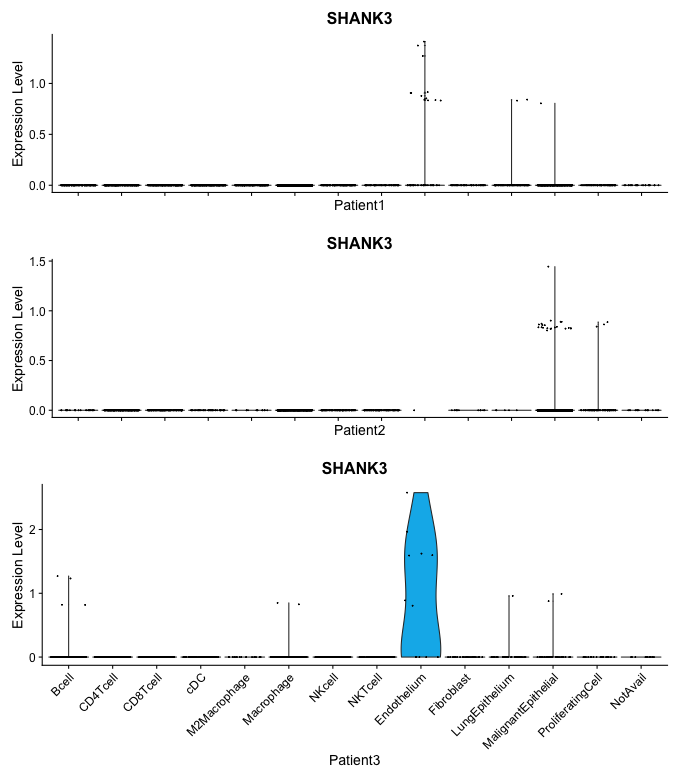 SHANK3
Expression Level
1.0
0.5
0.0
Patient1
SHANK3
Expression Level
1.5
1.0
0.5
0.0
Patient2
SHANK3
Expression Level
2
1
0
Bcell
CD4Tcell
CD8Tcell
cDC
M2Macrophage
Macrophage
NKcell
NKTcell
Endothelium
Fibroblast
LungEpithelium
MalignantEpithelial
ProliferatingCell
NotAvail
Patient3